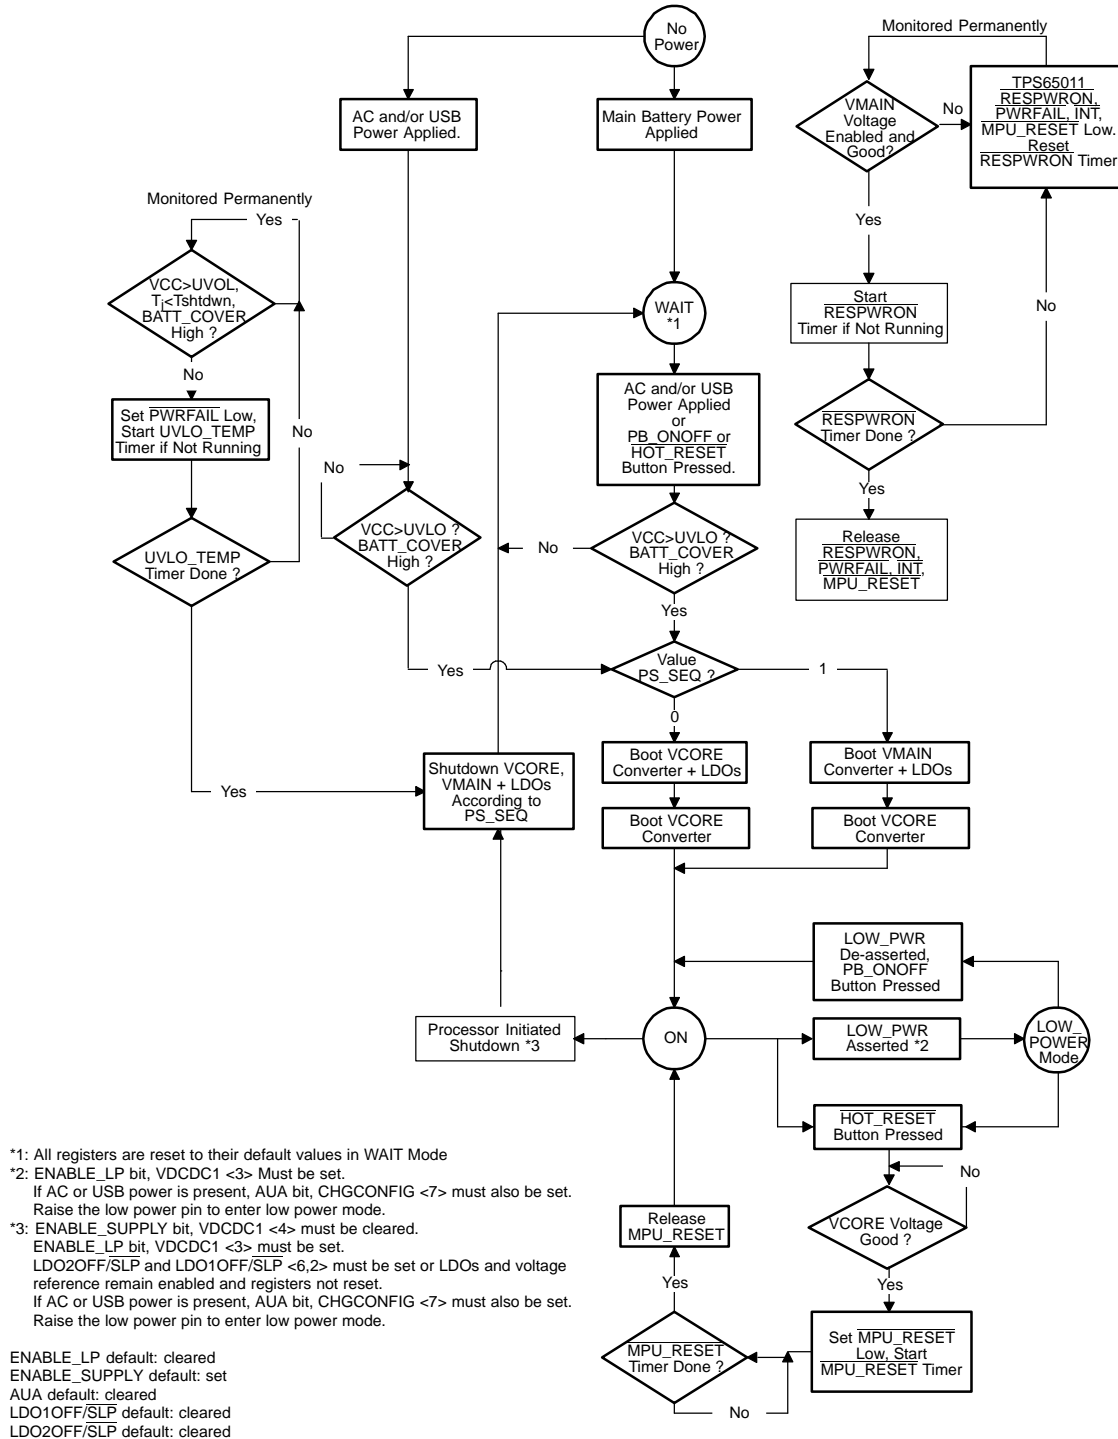 No
Power
Monitored Permanently
AC and/or USB
Power Applied.
Main Battery Power
Applied
VMAIN
Voltage
Enabled and
Good?
No
TPS65011
RESPWRON,
PWRFAIL, INT,
MPU_RESET Low.
Reset
RESPWRON Timer
Monitored Permanently
Yes
VCC>UVOL,
Tj<Tshtdwn,
BATT_COVER
High ?
No
Set PWRFAIL Low,
Start UVLO_TEMP
Timer if Not Running
No
UVLO_TEMP
Timer Done ?
Yes
Yes
Start
RESPWRON
Timer if Not Running
No
RESPWRON
Timer Done ?
Yes
Release
RESPWRON,
PWRFAIL, INT,
MPU_RESET
WAIT
*1
AC and/or USB
Power Applied
or
PB_ONOFF or
HOT_RESET
Button Pressed.
No
VCC>UVLO ?
BATT_COVER
High ?
Yes
No
VCC>UVLO ?
BATT_COVER
High ?
Yes
Value
PS_SEQ ?
1
0
Shutdown VCORE,
VMAIN + LDOs
According to
PS_SEQ
Boot VCORE
Converter + LDOs
Boot VMAIN
Converter + LDOs
Boot VCORE
Converter
Boot VCORE
Converter
LOW_PWR
De-asserted,
PB_ONOFF
Button Pressed
Processor Initiated
Shutdown *3
ON
LOW_PWR
Asserted *2
LOW_
POWER
Mode
HOT_RESET
Button Pressed
No
VCORE Voltage
Good ?
Yes
Set MPU_RESET
Low, Start
MPU_RESET Timer
Release
MPU_RESET
Yes
MPU_RESET
Timer Done ?
No
*1: All registers are reset to their default values in WAIT Mode
*2: ENABLE_LP bit, VDCDC1 <3> Must be set.
If AC or USB power is present, AUA bit, CHGCONFIG <7> must also be set.
Raise the low power pin to enter low power mode.
*3: ENABLE_SUPPLY bit, VDCDC1 <4> must be cleared.
ENABLE_LP bit, VDCDC1 <3> must be set.
LDO2OFF/SLP and LDO1OFF/SLP <6,2> must be set or LDOs and voltage
reference remain enabled and registers not reset.
If AC or USB power is present, AUA bit, CHGCONFIG <7> must also be set.
Raise the low power pin to enter low power mode.
ENABLE_LP default: cleared
ENABLE_SUPPLY default: set
AUA default: cleared
LDO1OFF/SLP default: cleared
LDO2OFF/SLP default: cleared